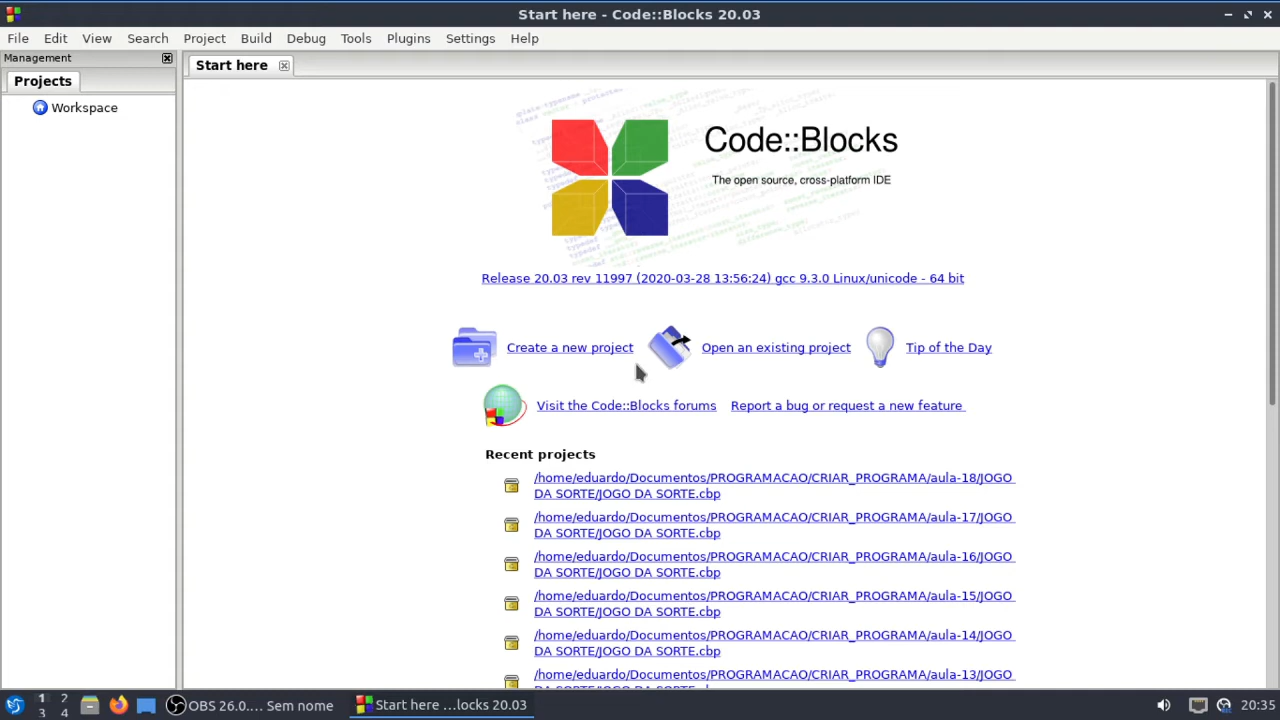 Start here - Code::Blocks 20.03
File Edit View Search Project Build Debug Tools Plugins Settings Help
Management
Projects
Workspace
Start here
Code::Blocks
The open source, cross-platform IDE
Release 20.03 rev 11997 (2020-03-28 13:56:24) gcc 9.3.0 Linux/unicode - 64 bit
Create a new project
Open an existing project
Tip of the Day
Visit the Code::Blocks forums
Report a bug or request a new feature
Recent projects
/home/eduardo/Documentos/PROGRAMACAO/CRIAR_PROGRAMA/aula-18/JOGO
DA SORTE/JOGO DA SORTE.cbp
/home/eduardo/Documentos/PROGRAMACAO/CRIAR_PROGRAMA/aula-17/JOGO
DA SORTE/JOGO DA SORTE.cbp
/home/eduardo/Documentos/PROGRAMACAO/CRIAR_PROGRAMA/aula-16/JOGO
DA SORTE/JOGO DA SORTE.cbp
/home/eduardo/Documentos/PROGRAMACAO/CRIAR_PROGRAMA/aula-15/JOGO
DA SORTE/JOGO DA SORTE.cbp
/home/eduardo/Documentos/PROGRAMACAO/CRIAR_PROGRAMA/aula-14/JOGO
DA SORTE/JOGO DA SORTE.cbp
/home/eduardo/Documentos/PROGRAMACAO/CRIAR_PROGRAMA/aula-13/JOGO
1 2
3 4
OBS 26.0.... Sem nome
Start here ...locks 20.03
20:35